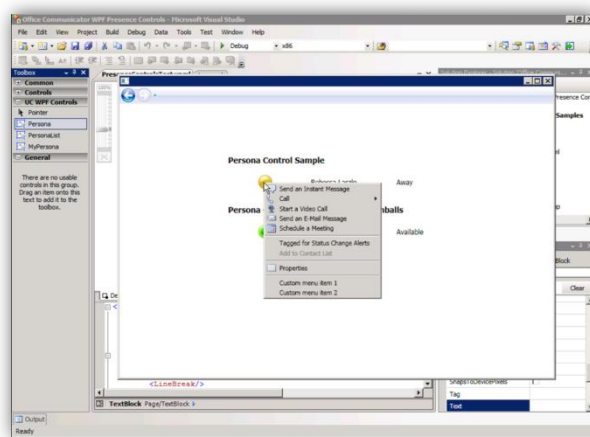 Office Communicator WPF Presence Controls - Microsoft Visual Studio
File Edit View Project Build Debug Data Tools Test Window Help
Debug x86
Toolbox
Common
Controls
UC WPF Controls
Pointer
Persona
PersonaList
MyPersona
General
There are no usable
controls in this group.
Drag an item onto this
text to add it to the
toolbox.
Persona Control Sample
Away
Send an Instant Message
Call
Start a Video Call
Send an E-Mail Message
Schedule a Meeting
Tagged for Status Change Alerts
Add to Contact List
Properties
Custom menu item 1
Custom menu item 2
Persona
Available
Samples
Clear
SnapsToDevicePixels
Tag
Text
<LineBreak/>
TextBlock Page/TextBlock
Output
Ready